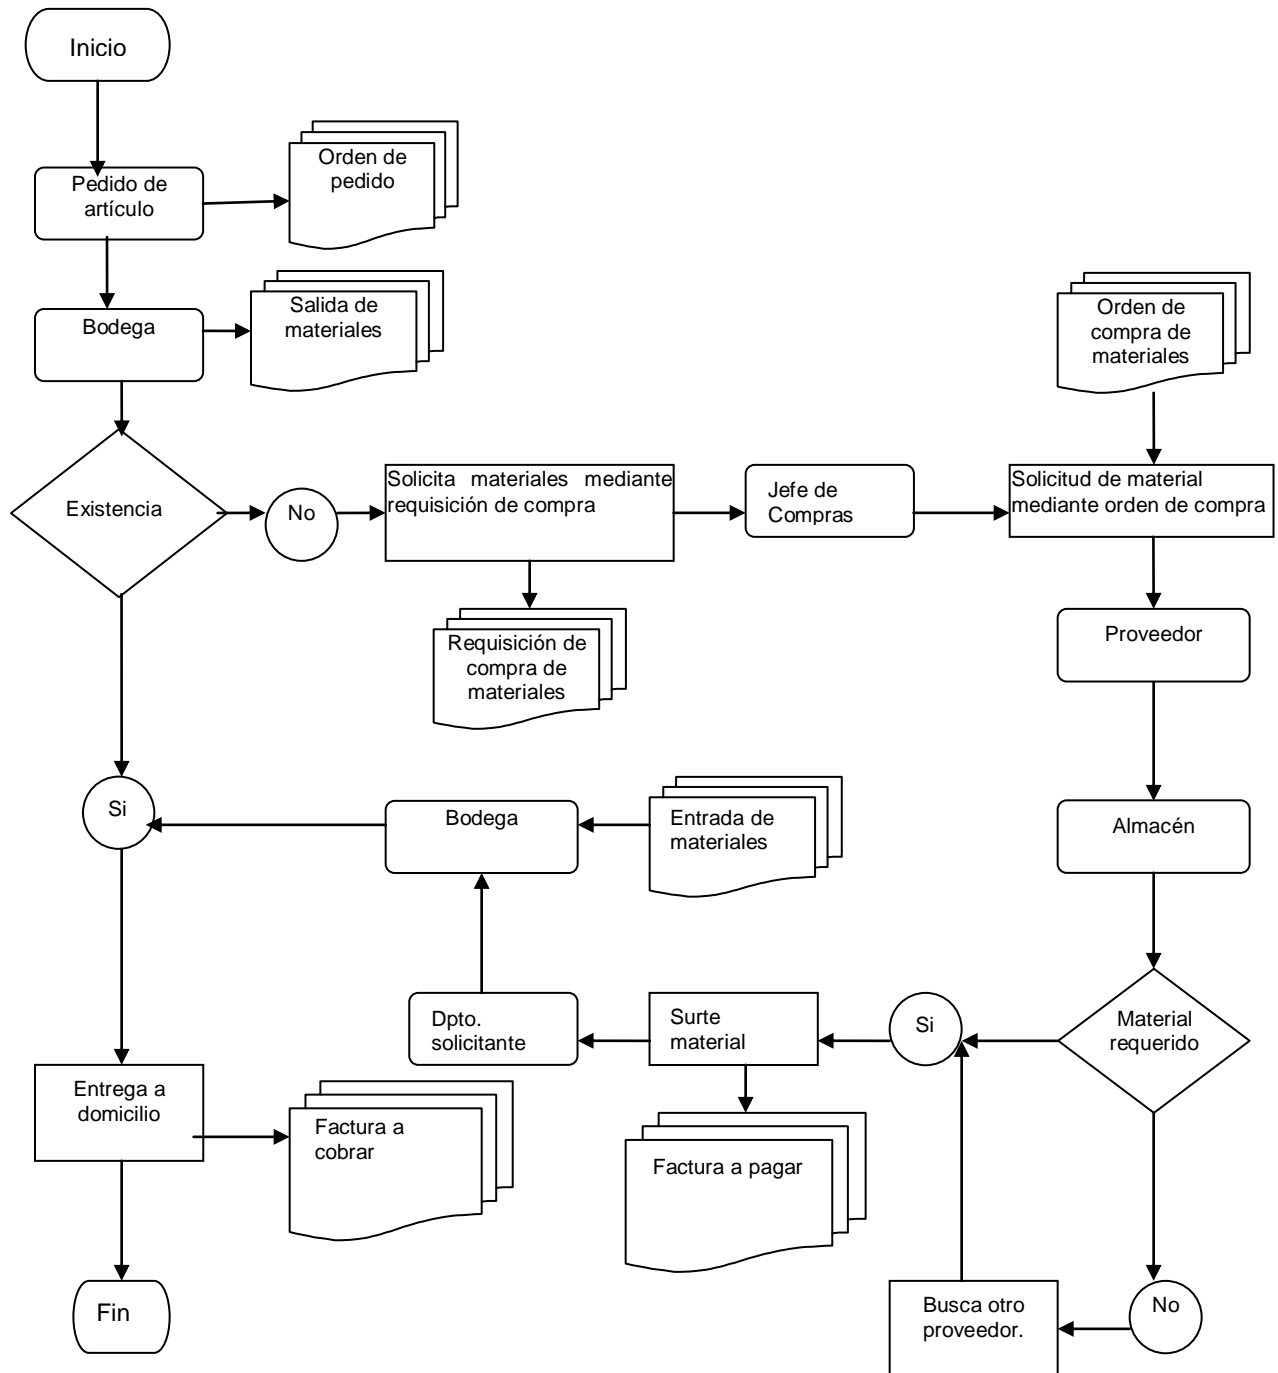 Inicio
Orden de
pedido
Pedido de
artículo
Salida de
materiales
Bodega
Orden de
compra de
materiales
Existencia
No
Solicita materiales mediante
requisición de compra
Jefe de
Compras
Solicitud de material
mediante orden de compra
Requisición de
compra de
materiales
Proveedor
Si
Bodega
Entrada de
materiales
Almacén
Dpto.
solicitante
Surte
material
Si
Material
requerido
Entrega a
domicilio
Factura a
cobrar
Factura a pagar
Fin
Busca otro
proveedor.
No